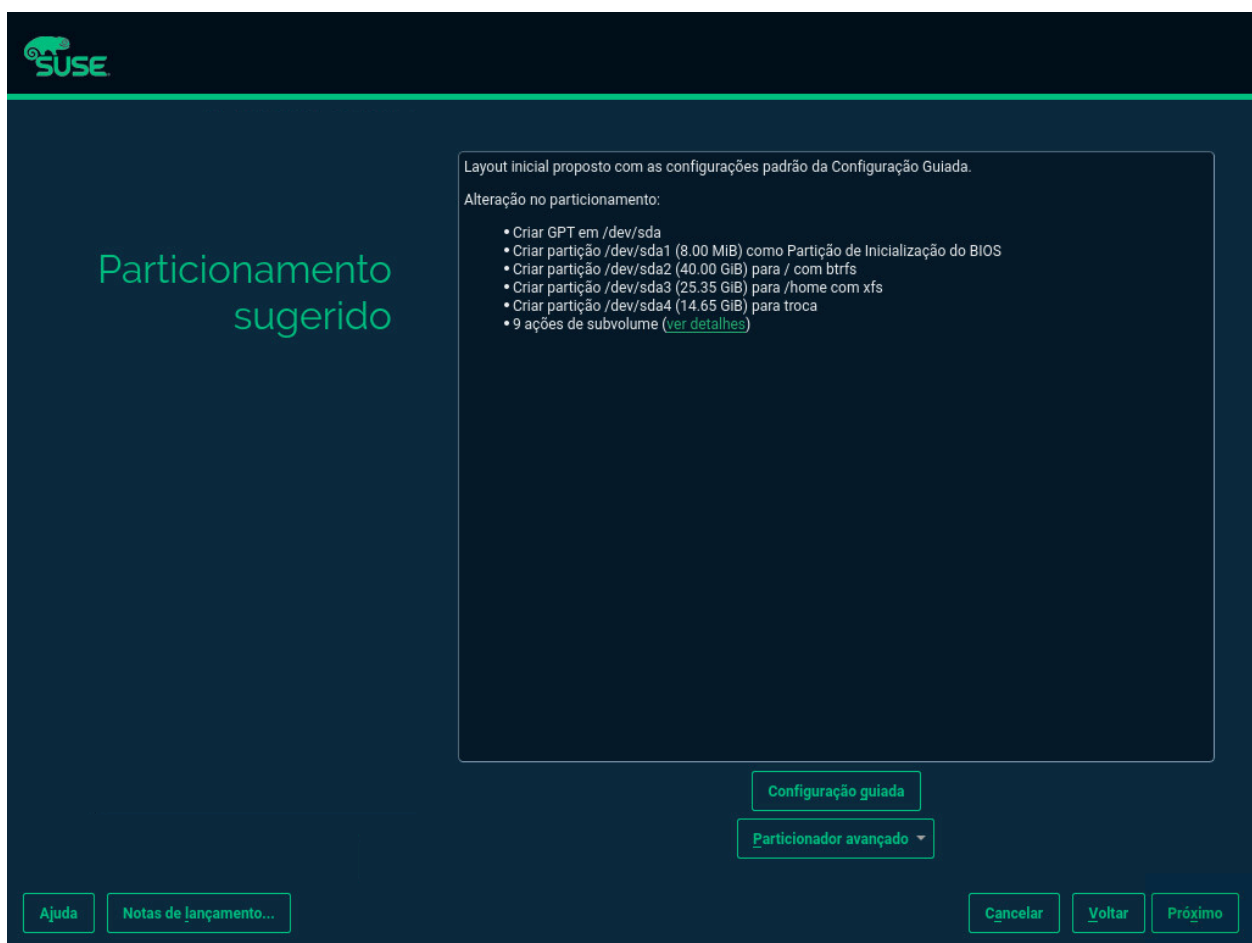 SUSE
Layout inicial proposto com as configurações padrão da Configuração Guiada.
Alteração no particionamento:
• Criar GPT em /dev/sda
• Criar partição /dev/sda1 (8.00 MiB) como Partição de Inicialização do BIOS
• Criar partição /dev/sda2 (40.00 GiB) para / com btrfs
• Criar partição /dev/sda3 (25.35 GiB) para /home com xfs
• Criar partição /dev/sda4 (14.65 GiB) para troca
• 9 ações de subvolume (ver detalhes)
Particionamento
sugerido
Configuração guiada
Particionador avançado
Ajuda
Notas de lançamento...
Cancelar
Voltar
Próximo